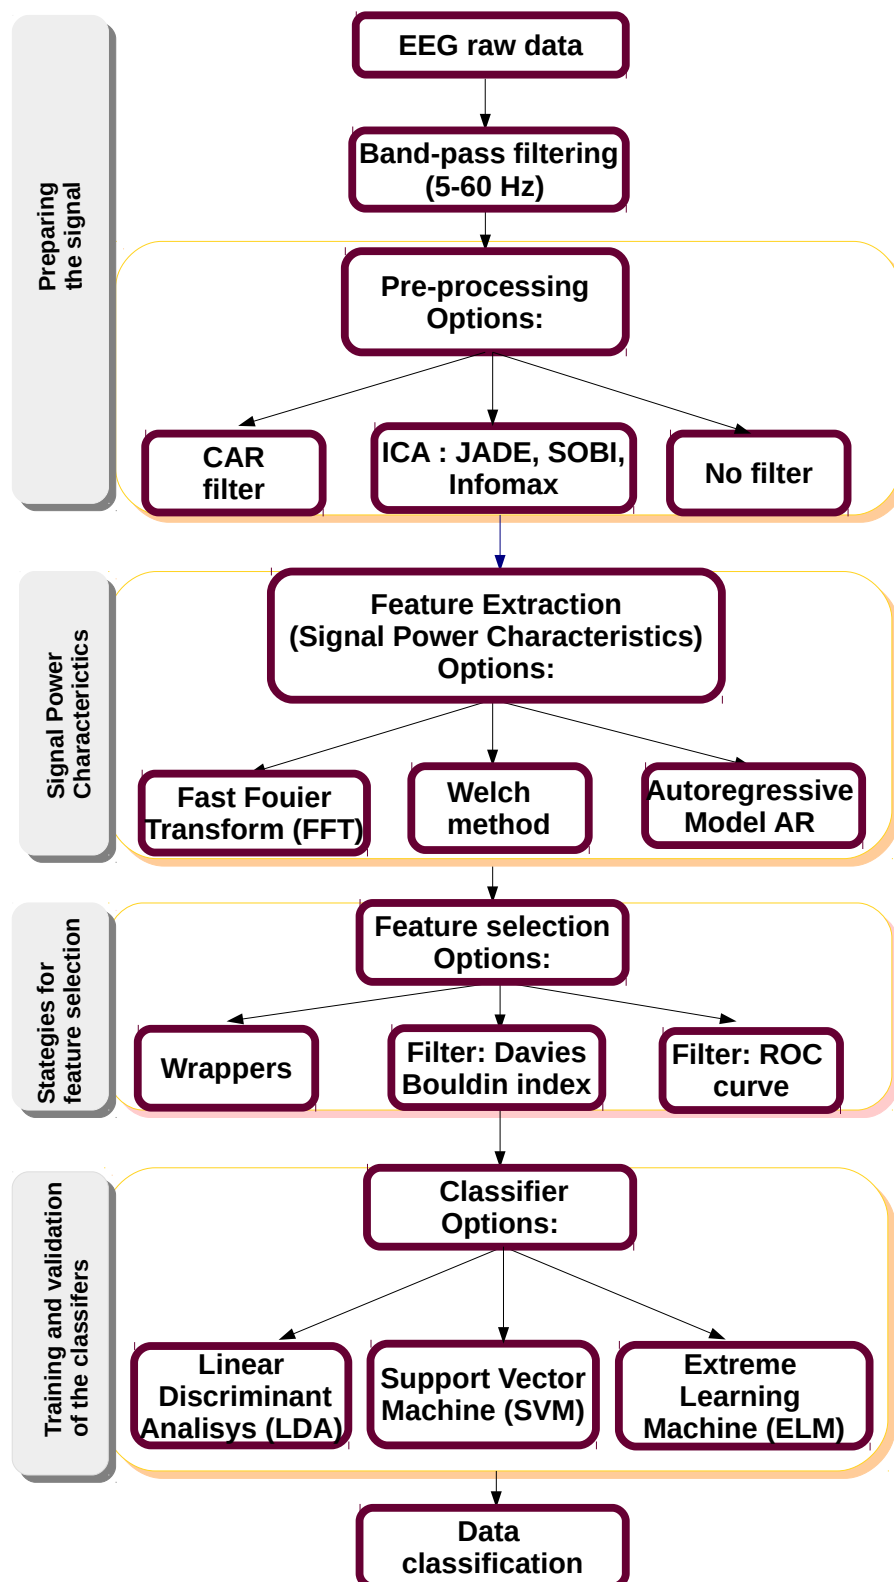 EEG raw data
Band-pass filtering
(5-60 Hz)
Preparing
the signal
Pre-processing
Options:
CAR
filter
ICA : JADE, SOBI,
Infomax
No filter
Signal Power
Characterictics
Feature Extraction
(Signal Power Characteristics)
Options:
Fast Fouier
Transform (FFT)
Welch
method
Autoregressive
Model AR
Stategies for
feature selection
Feature selection
Options:
Wrappers
Filter: Davies
Bouldin index
Filter: ROC
curve
Training and validation
of the classifers
Classifier
Options:
Linear
Discriminant
Analisys (LDA)
Support Vector
Machine (SVM)
Extreme
Learning
Machine (ELM)
Data
classification